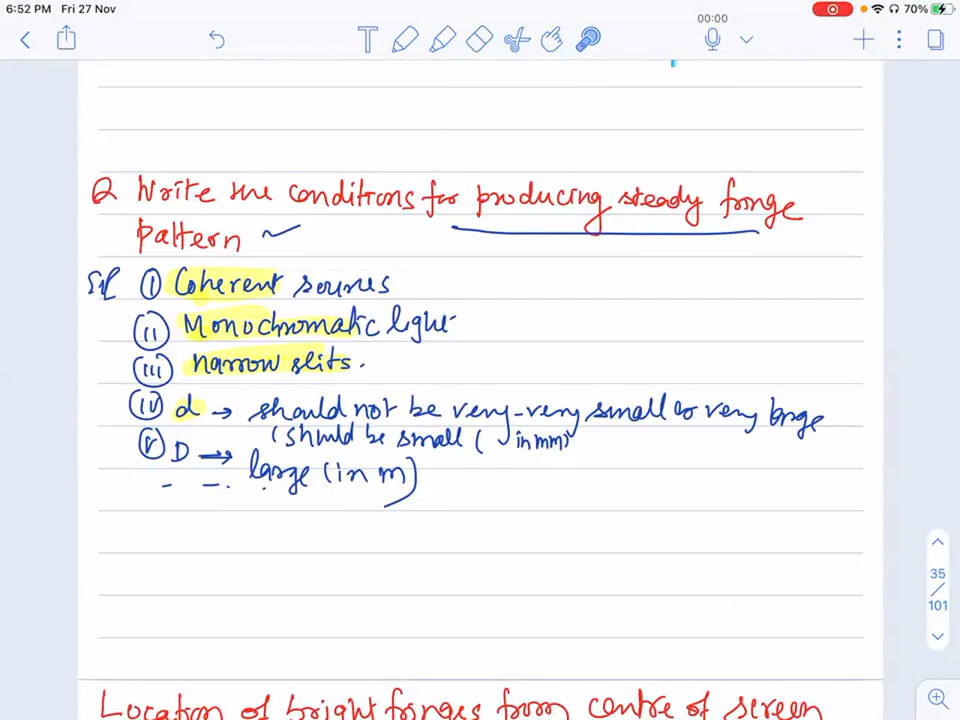 6:52 PM Fri 27 Nov
70%
00:00
Q Write the conditions for producing steady fringe
pattern
Sol (i) Coherent sources
(ii) Monochromatic light
(iii) narrow slits.
(iv) d → should not be very-very small or very large
(should be small (in mm)
(v) D → large (in m)
35
101
Location of bright fringes from centre of screen